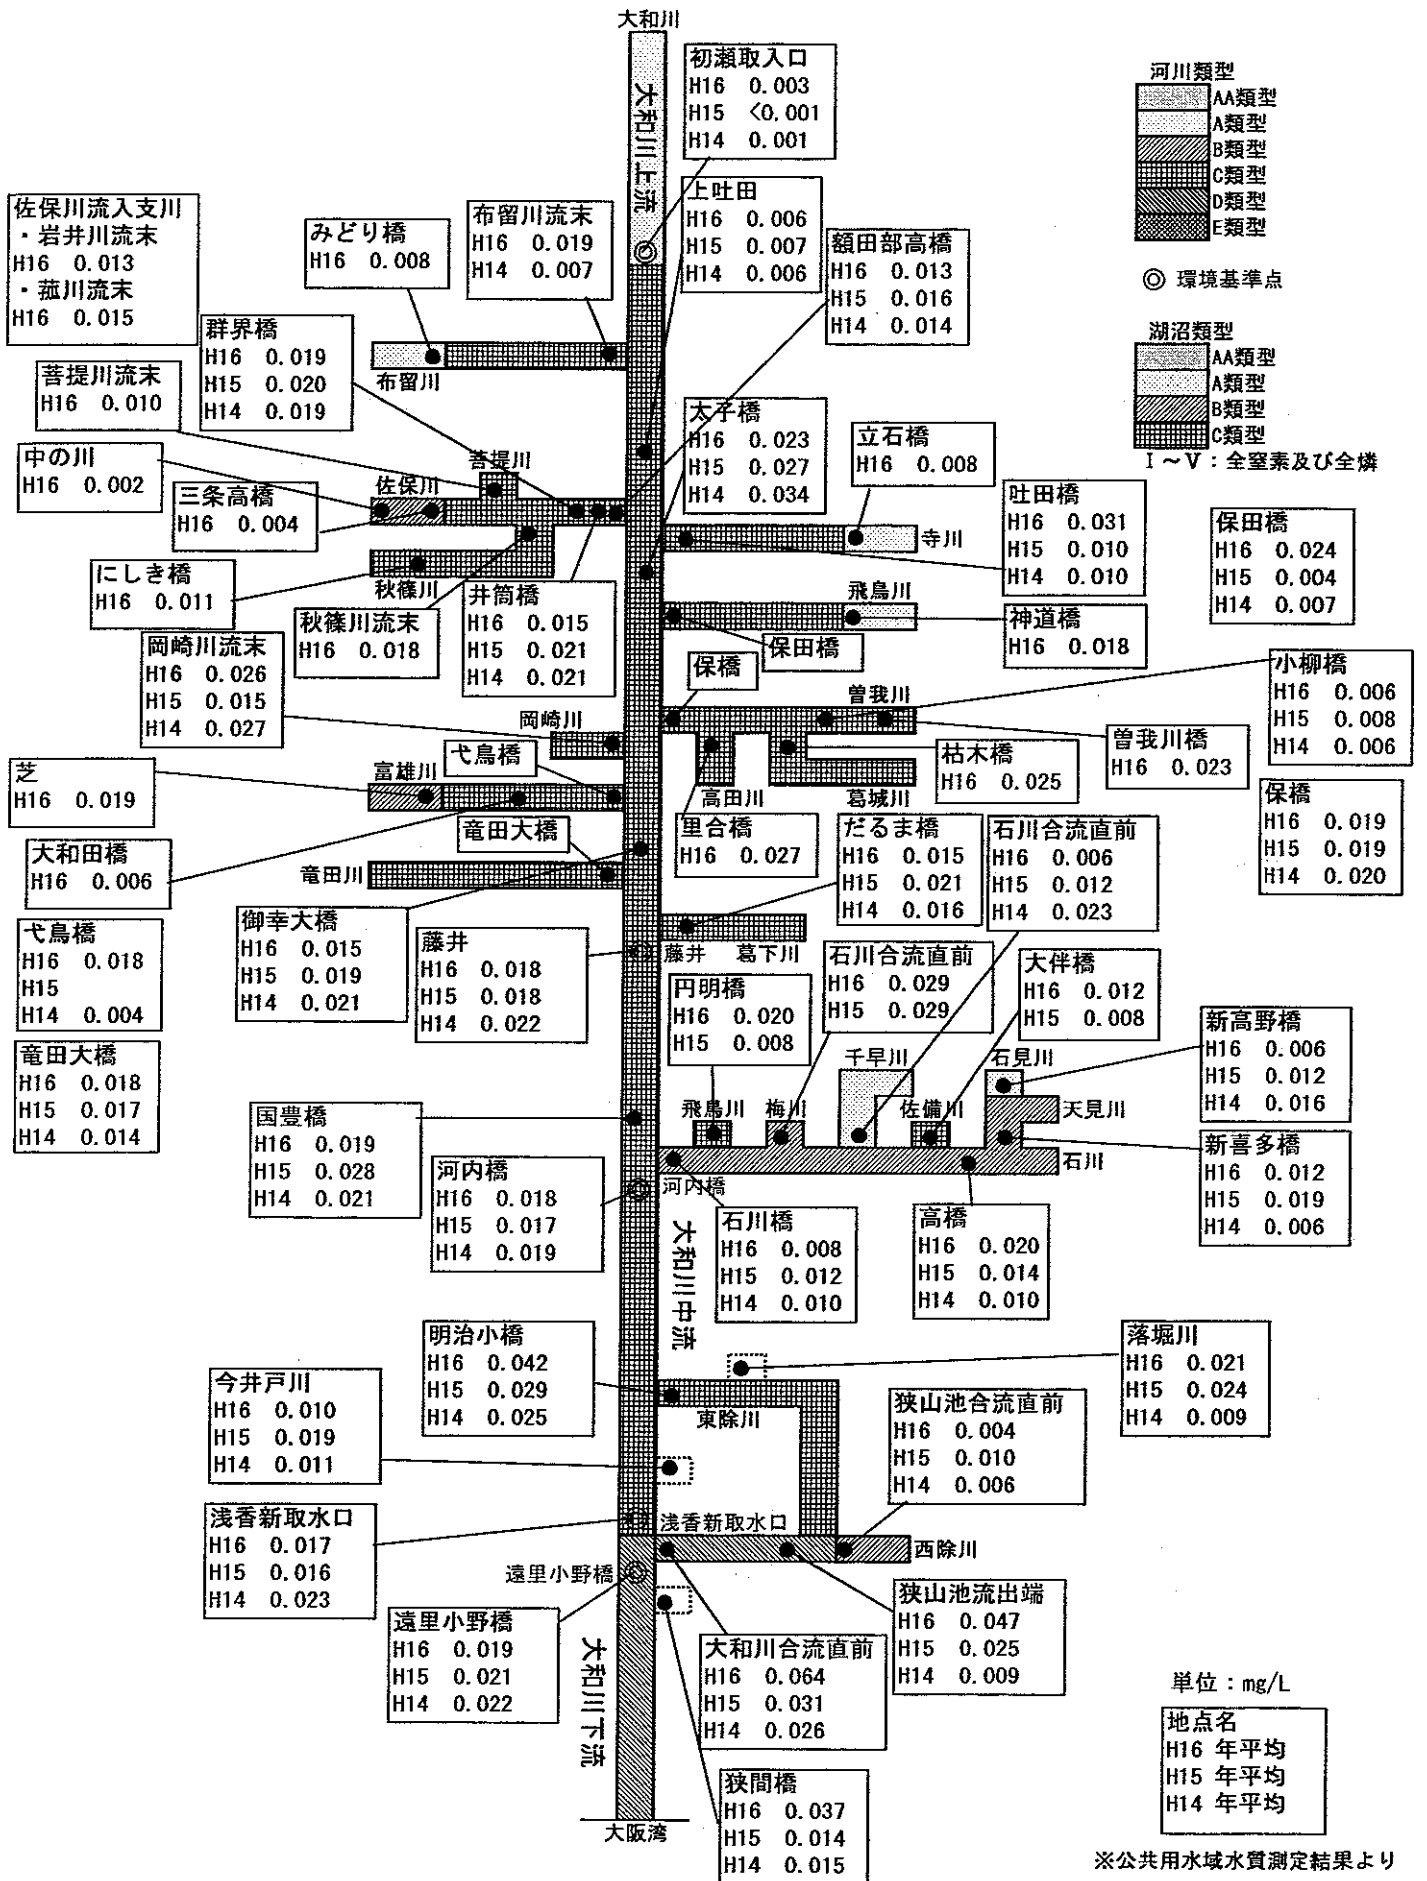 大和川
大和川上流
初瀬取入口
H16 0.003
H15 <0.001
H14 0.001
河川類型
AA類型
A類型
B類型
C類型
D類型
E類型
◎ 環境基準点
湖沼類型
AA類型
A類型
B類型
C類型
I～V：全窒素及び全燐
佐保川流入支川
・岩井川流末
H16 0.013
・菰川流末
H16 0.015
みどり橋
H16 0.008
布留川流末
H16 0.019
H14 0.007
上吐田
H16 0.006
H15 0.007
H14 0.006
額田部高橋
H16 0.013
H15 0.016
H14 0.014
群界橋
H16 0.019
H15 0.020
H14 0.019
布留川
菩提川流末
H16 0.010
太子橋
H16 0.023
H15 0.027
H14 0.034
立石橋
H16 0.008
中の川
H16 0.002
菩提川
佐保川
三条高橋
H16 0.004
吐田橋
H16 0.031
H15 0.010
H14 0.010
保田橋
H16 0.024
H15 0.004
H14 0.007
寺川
にしき橋
H16 0.011
秋篠川
秋篠川流末
H16 0.018
井筒橋
H16 0.015
H15 0.021
H14 0.021
飛鳥川
神道橋
H16 0.018
保田橋
岡崎川流末
H16 0.026
H15 0.015
H14 0.027
保橋
曽我川
小柳橋
H16 0.006
H15 0.008
H14 0.006
岡崎川
曽我川橋
H16 0.023
枯木橋
H16 0.025
芝
H16 0.019
富雄川
弋鳥橋
高田川
葛城川
保橋
H16 0.019
H15 0.019
H14 0.020
大和田橋
H16 0.006
竜田大橋
竜田川
里合橋
H16 0.027
だるま橋
H16 0.015
H15 0.021
H14 0.016
石川合流直前
H16 0.006
H15 0.012
H14 0.023
弋鳥橋
H16 0.018
H15
H14 0.004
御幸大橋
H16 0.015
H15 0.019
H14 0.021
藤井
H16 0.018
H15 0.018
H14 0.022
藤井
葛下川
石川合流直前
H16 0.029
H15 0.029
大伴橋
H16 0.012
H15 0.008
円明橋
H16 0.020
H15 0.008
新高野橋
H16 0.006
H15 0.012
H14 0.016
竜田大橋
H16 0.018
H15 0.017
H14 0.014
千早川
石見川
飛鳥川
梅川
佐備川
天見川
国豊橋
H16 0.019
H15 0.028
H14 0.021
石川
新喜多橋
H16 0.012
H15 0.019
H14 0.006
河内橋
H16 0.018
H15 0.017
H14 0.019
河内橋
大和川中流
石川橋
H16 0.008
H15 0.012
H14 0.010
高橋
H16 0.020
H15 0.014
H14 0.010
明治小橋
H16 0.042
H15 0.029
H14 0.025
落堀川
H16 0.021
H15 0.024
H14 0.009
今井戸川
H16 0.010
H15 0.019
H14 0.011
東除川
狭山池合流直前
H16 0.004
H15 0.010
H14 0.006
浅香新取水口
H16 0.017
H15 0.016
H14 0.023
浅香新取水口
西除川
遠里小野橋
遠里小野橋
H16 0.019
H15 0.021
H14 0.022
狭山池流出端
H16 0.047
H15 0.025
H14 0.009
大和川下流
大和川合流直前
H16 0.064
H15 0.031
H14 0.026
単位：mg/L
地点名
H16 年平均
H15 年平均
H14 年平均
狭間橋
H16 0.037
H15 0.014
H14 0.015
大阪湾
※公共用水域水質測定結果より